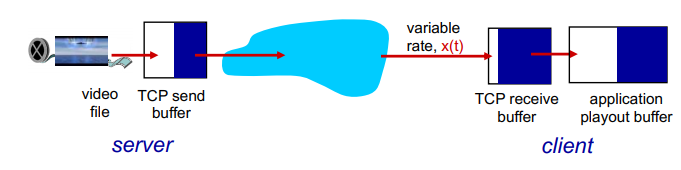 variable
rate, x(t)
video
file
TCP send
buffer
TCP receive
buffer
application
playout buffer
server
client